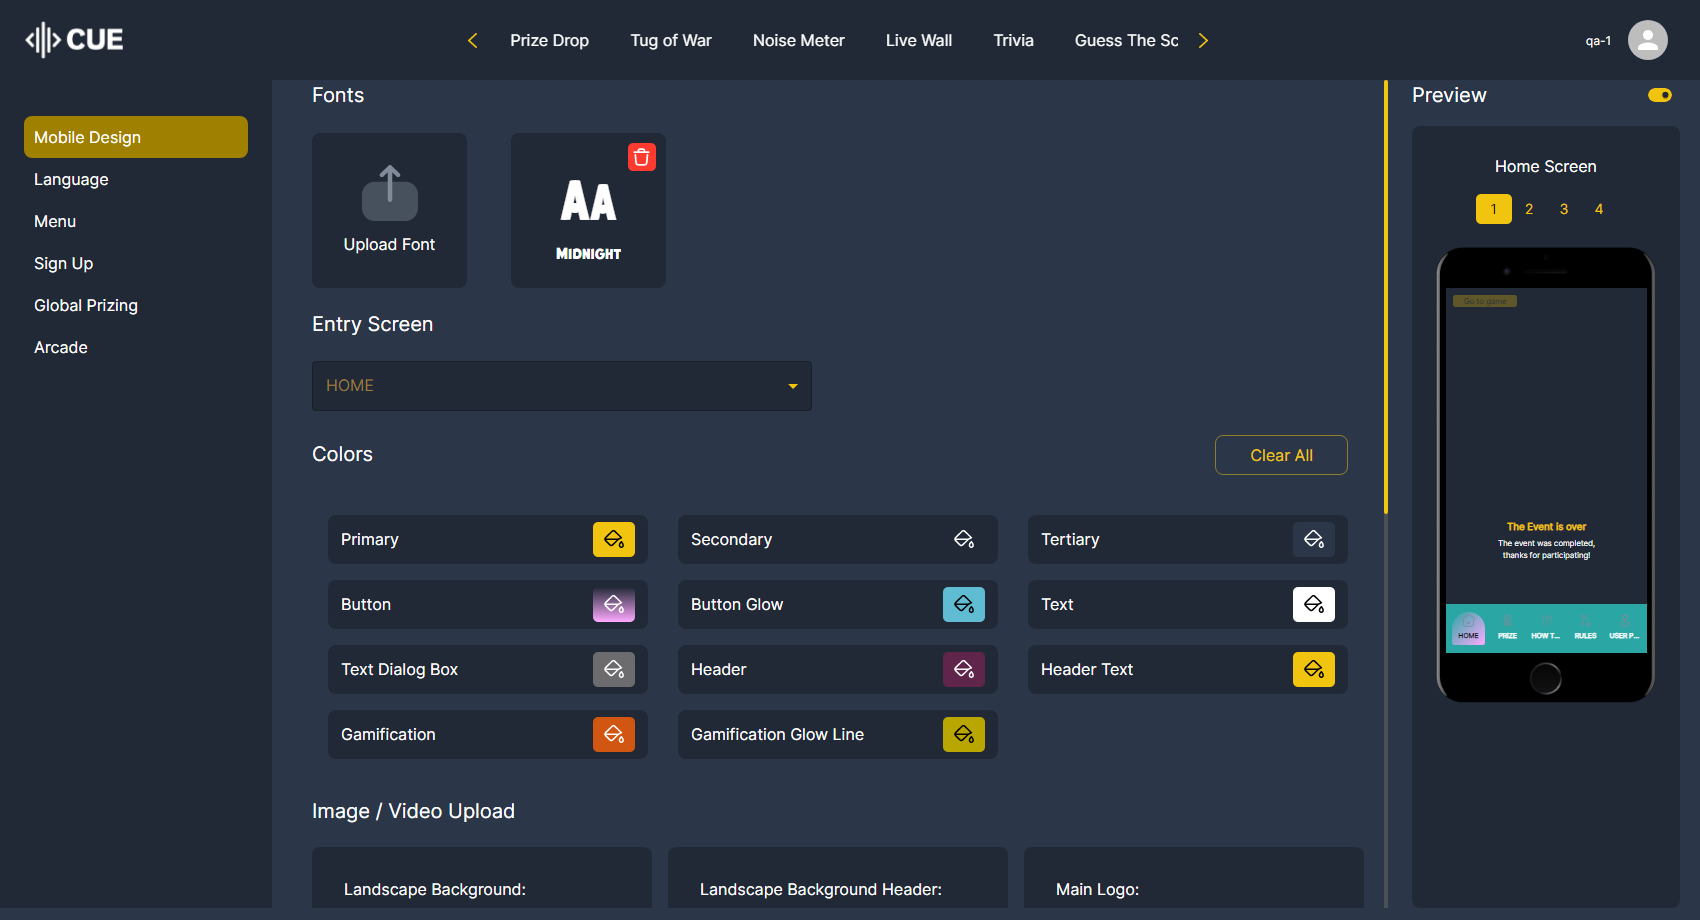 CUE
Prize Drop
Tug of War
Noise Meter
Live Wall
Trivia
Guess The Sc
qa-1
Mobile Design
Language
Menu
Sign Up
Global Prizing
Arcade
Fonts
Upload Font
AA
MIDNIGHT
Entry Screen
HOME
Colors
Clear All
Primary
Secondary
Tertiary
Button
Button Glow
Text
Text Dialog Box
Header
Header Text
Gamification
Gamification Glow Line
Image / Video Upload
Landscape Background:
Landscape Background Header:
Main Logo:
Preview
Home Screen
1 2 3 4
Go to game
The Event is over
The event was completed,
thanks for participating!
HOME PRIZE HOW T... RULES USER P...